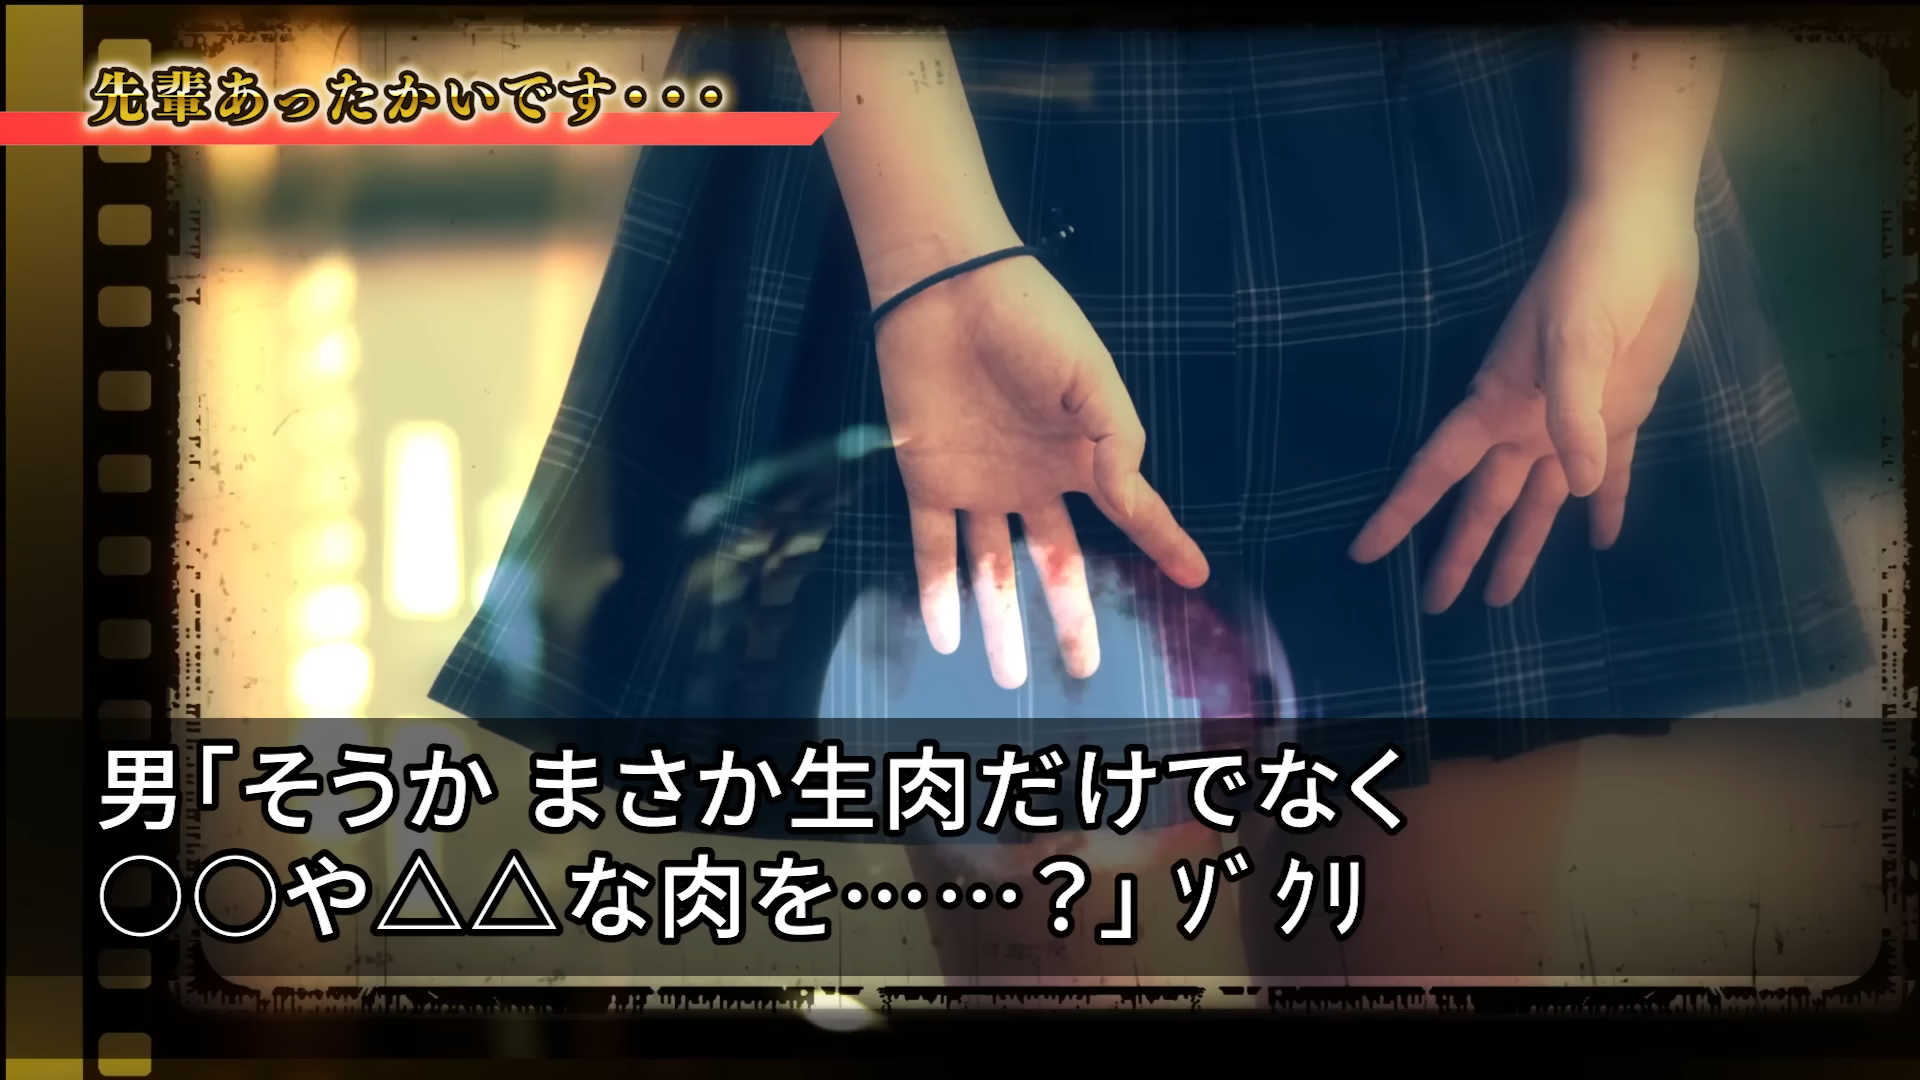 先輩あったかいです・・・
男「そうか まさか生肉だけでなく
○○や△△な肉を……？」ｿﾞｸﾘ